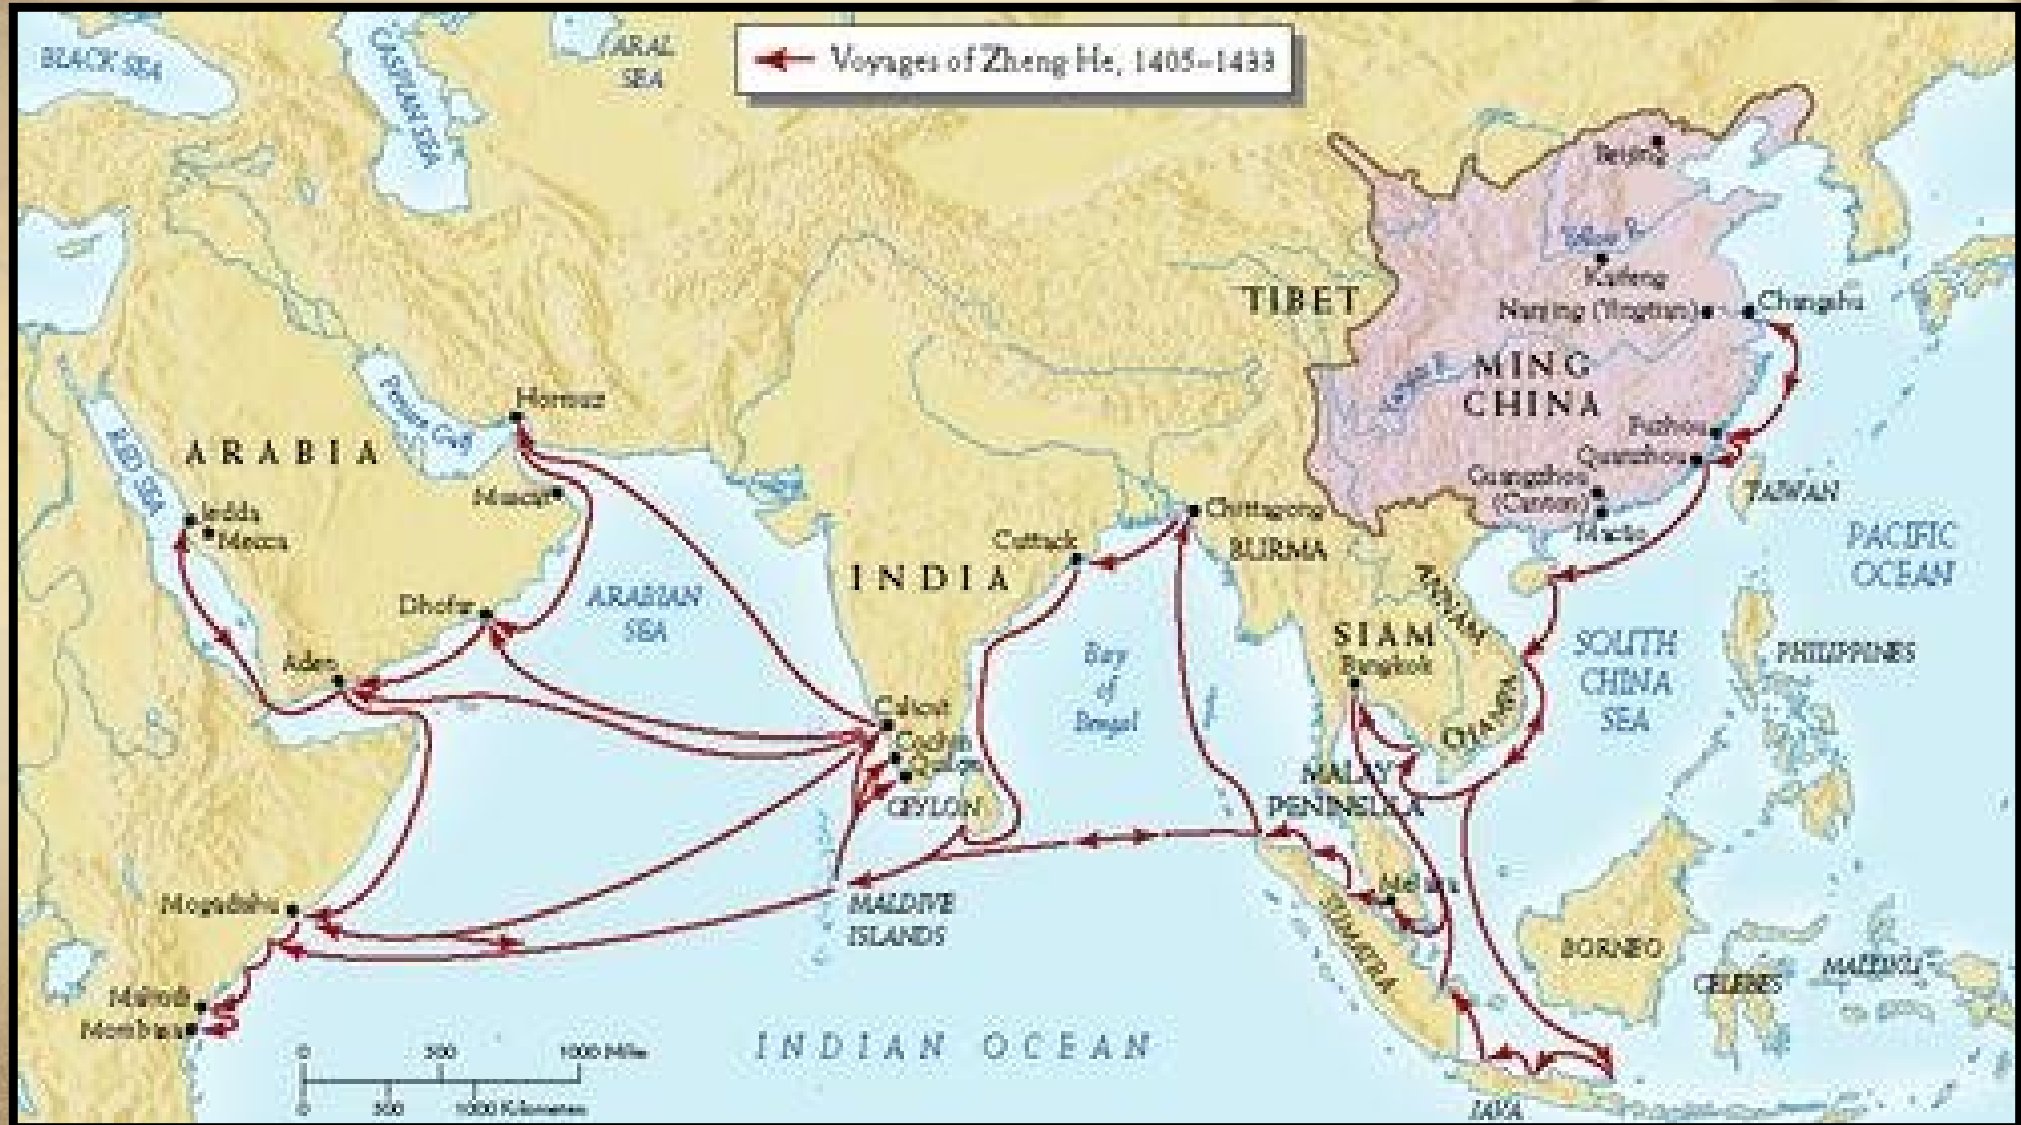 Voyages of Zheng He, 1405–1433
BLACK SEA
CASPIAN SEA
ARAL
SEA
Beijing
Yellow R.
Kaifeng
Nanjing (Yingtian)
Changshu
TIBET
MING
CHINA
Fuzhou
Quanzhou
Guangzhou
(Canton)
Macao
TAIWAN
PACIFIC
OCEAN
Persian Gulf
Hormuz
RED SEA
ARABIA
Muscat
Jedda
Mecca
Dhofar
Aden
ARABIAN
SEA
INDIA
Cuttack
Chittagong
BURMA
Bay
of
Bengal
ANNAM
SIAM
Bangkok
CHAMPA
SOUTH
CHINA
SEA
PHILIPPINES
Calicut
Cochin
Quilon
CEYLON
MALAY
PENINSULA
Melaka
SUMATRA
MALDIVE
ISLANDS
Mogadishu
Malindi
Mombasa
BORNEO
CELEBES
INDIAN OCEAN
JAVA
0 500 1000 Miles
0 500 1000 Kilometers